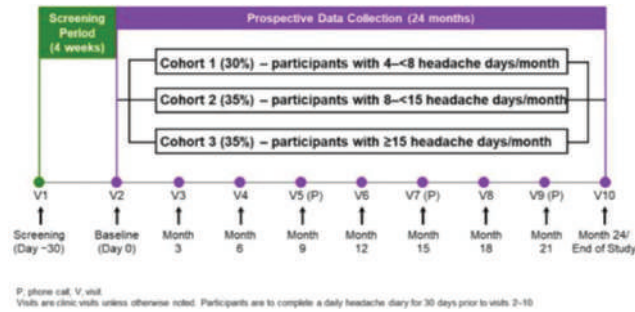 Screening
Period
(4 weeks)
Prospective Data Collection (24 months)
Cohort 1 (30%) – participants with 4–<8 headache days/month
Cohort 2 (35%) – participants with 8–<15 headache days/month
Cohort 3 (35%) – participants with ≥15 headache days/month
V1 V2 V3 V4 V5 (P) V6 V7 (P) V8 V9 (P) V10
Screening Baseline Month Month Month Month Month Month Month Month 24/
(Day −30) (Day 0) 3 6 9 12 15 18 21 End of Study
P, phone call; V, visit.
Visits are clinic visits unless otherwise noted. Participants are to complete a daily headache diary for 30 days prior to visits 2–10